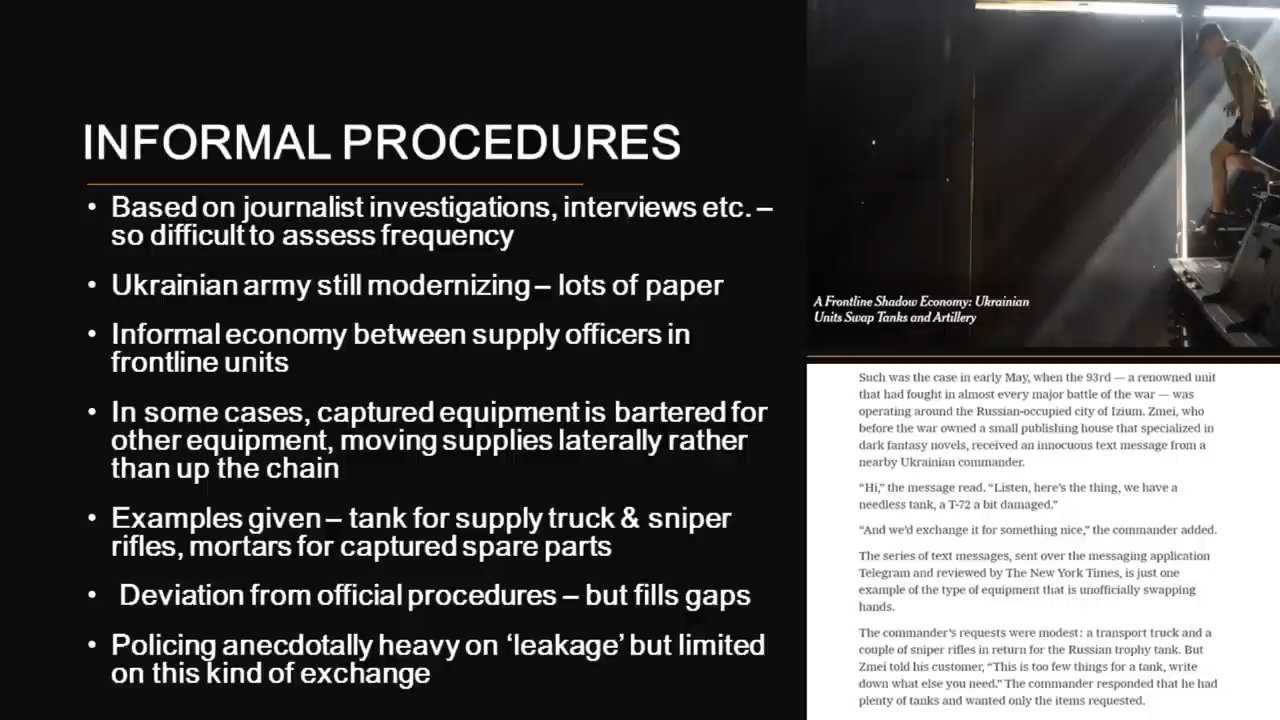 INFORMAL PROCEDURES
• Based on journalist investigations, interviews etc. –
so difficult to assess frequency
• Ukrainian army still modernizing – lots of paper
• Informal economy between supply officers in
frontline units
• In some cases, captured equipment is bartered for
other equipment, moving supplies laterally rather
than up the chain
• Examples given – tank for supply truck & sniper
rifles, mortars for captured spare parts
• Deviation from official procedures – but fills gaps
• Policing anecdotally heavy on ‘leakage’ but limited
on this kind of exchange
A Frontline Shadow Economy: Ukrainian
Units Swap Tanks and Artillery
Such was the case in early May, when the 93rd — a renowned unit
that had fought in almost every major battle of the war — was
operating around the Russian-occupied city of Izium. Zmei, who
before the war owned a small publishing house that specialized in
dark fantasy novels, received an innocuous text message from a
nearby Ukrainian commander.
“Hi,” the message read. “Listen, here’s the thing, we have a
needless tank, a T-72 a bit damaged.”
“And we’d exchange it for something nice,” the commander added.
The series of text messages, sent over the messaging application
Telegram and reviewed by The New York Times, is just one
example of the type of equipment that is unofficially swapping
hands.
The commander’s requests were modest: a transport truck and a
couple of sniper rifles in return for the Russian trophy tank. But
Zmei told his customer, “This is too few things for a tank, write
down what else you need.” The commander responded that he had
plenty of tanks and wanted only the items requested.